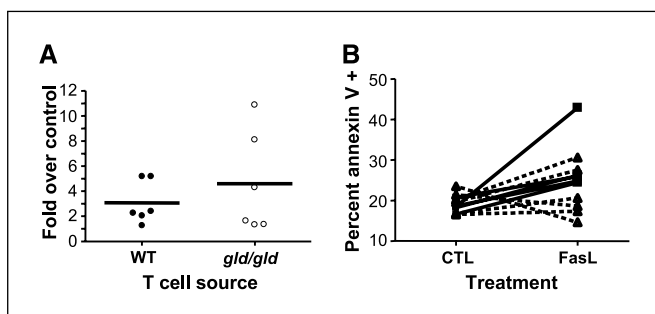 A
Fold over control
12
10
8
6
4
2
0
WT gld/gld
T cell source
B
Percent annexin V +
50
40
30
20
10
CTL FasL
Treatment